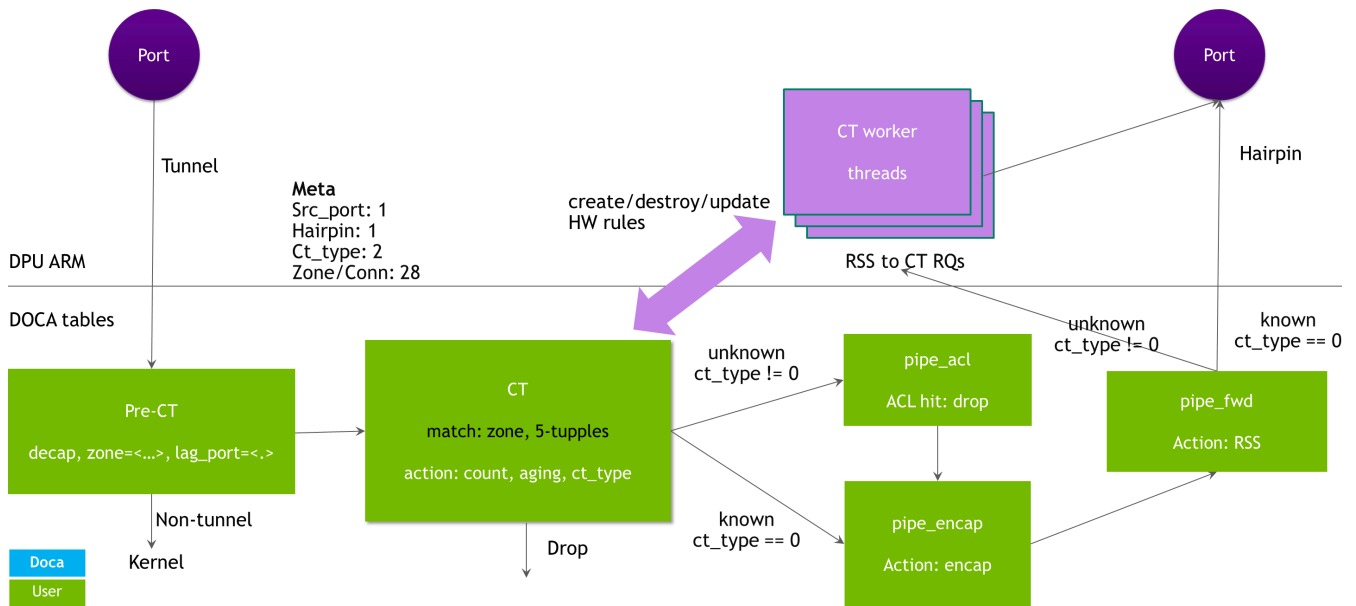 Port
Port
CT worker
threads
Tunnel
Hairpin
Meta
Src_port: 1
Hairpin: 1
Ct_type: 2
Zone/Conn: 28
create/destroy/update
HW rules
DPU ARM
RSS to CT RQs
DOCA tables
unknown
ct_type != 0
known
ct_type == 0
unknown
ct_type != 0
pipe_acl
ACL hit: drop
CT
match: zone, 5-tupples
action: count, aging, ct_type
Pre-CT
decap, zone=<...>, lag_port=<.>
pipe_fwd
Action: RSS
Non-tunnel
Kernel
Drop
known
ct_type == 0
pipe_encap
Action: encap
Doca
User